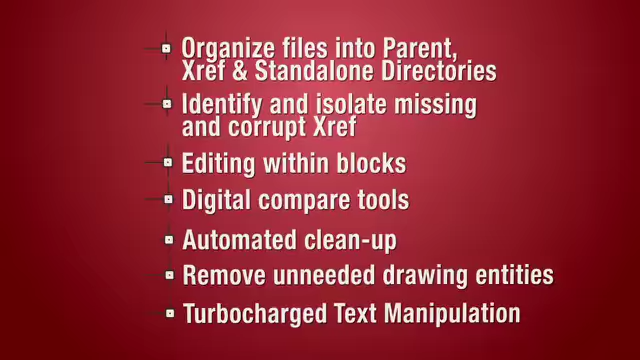 Organize files into Parent,
Xref & Standalone Directories
Identify and isolate missing
and corrupt Xref
Editing within blocks
Digital compare tools
Automated clean-up
Remove unneeded drawing entities
Turbocharged Text Manipulation